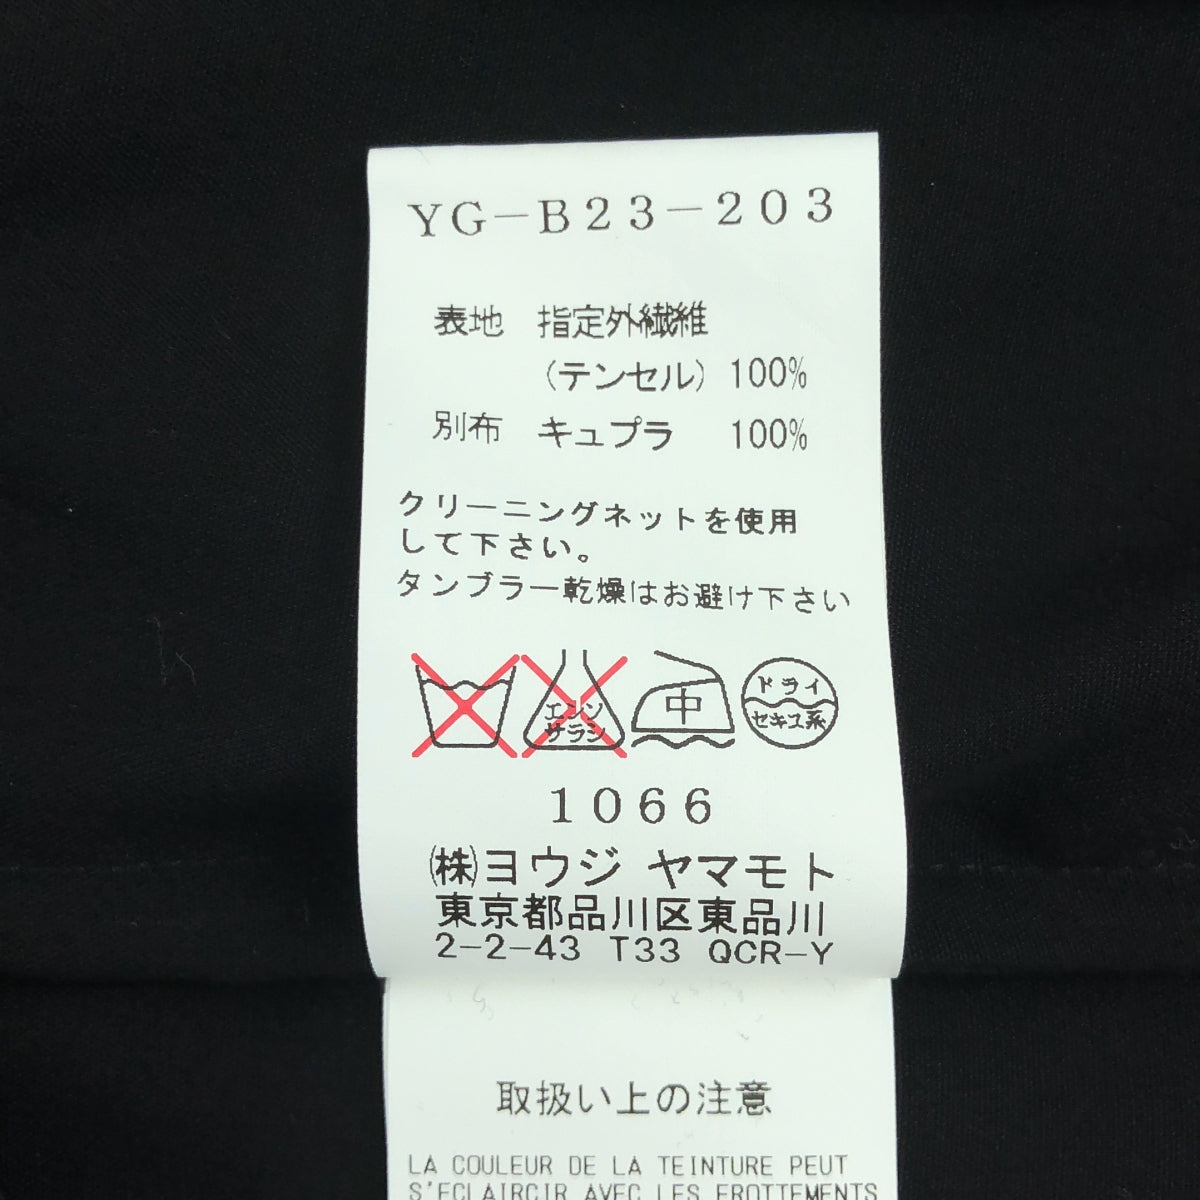 YG-B23-203
表地 指定外繊維
(テンセル) 100%
別布 キュプラ 100%
クリーニングネットを使用
して下さい。
タンブラー乾燥はお避け下さい
エンソ
サラシ
中
ドライ
セキユ系
1066
(株)ヨウジ ヤマモト
東京都品川区東品川
2-2-43 T33 QCR-Y
取扱い上の注意
LA COULEUR DE LA TEINTURE PEUT
S'ECLAIRCIR AVEC LES FROTTEMENTS